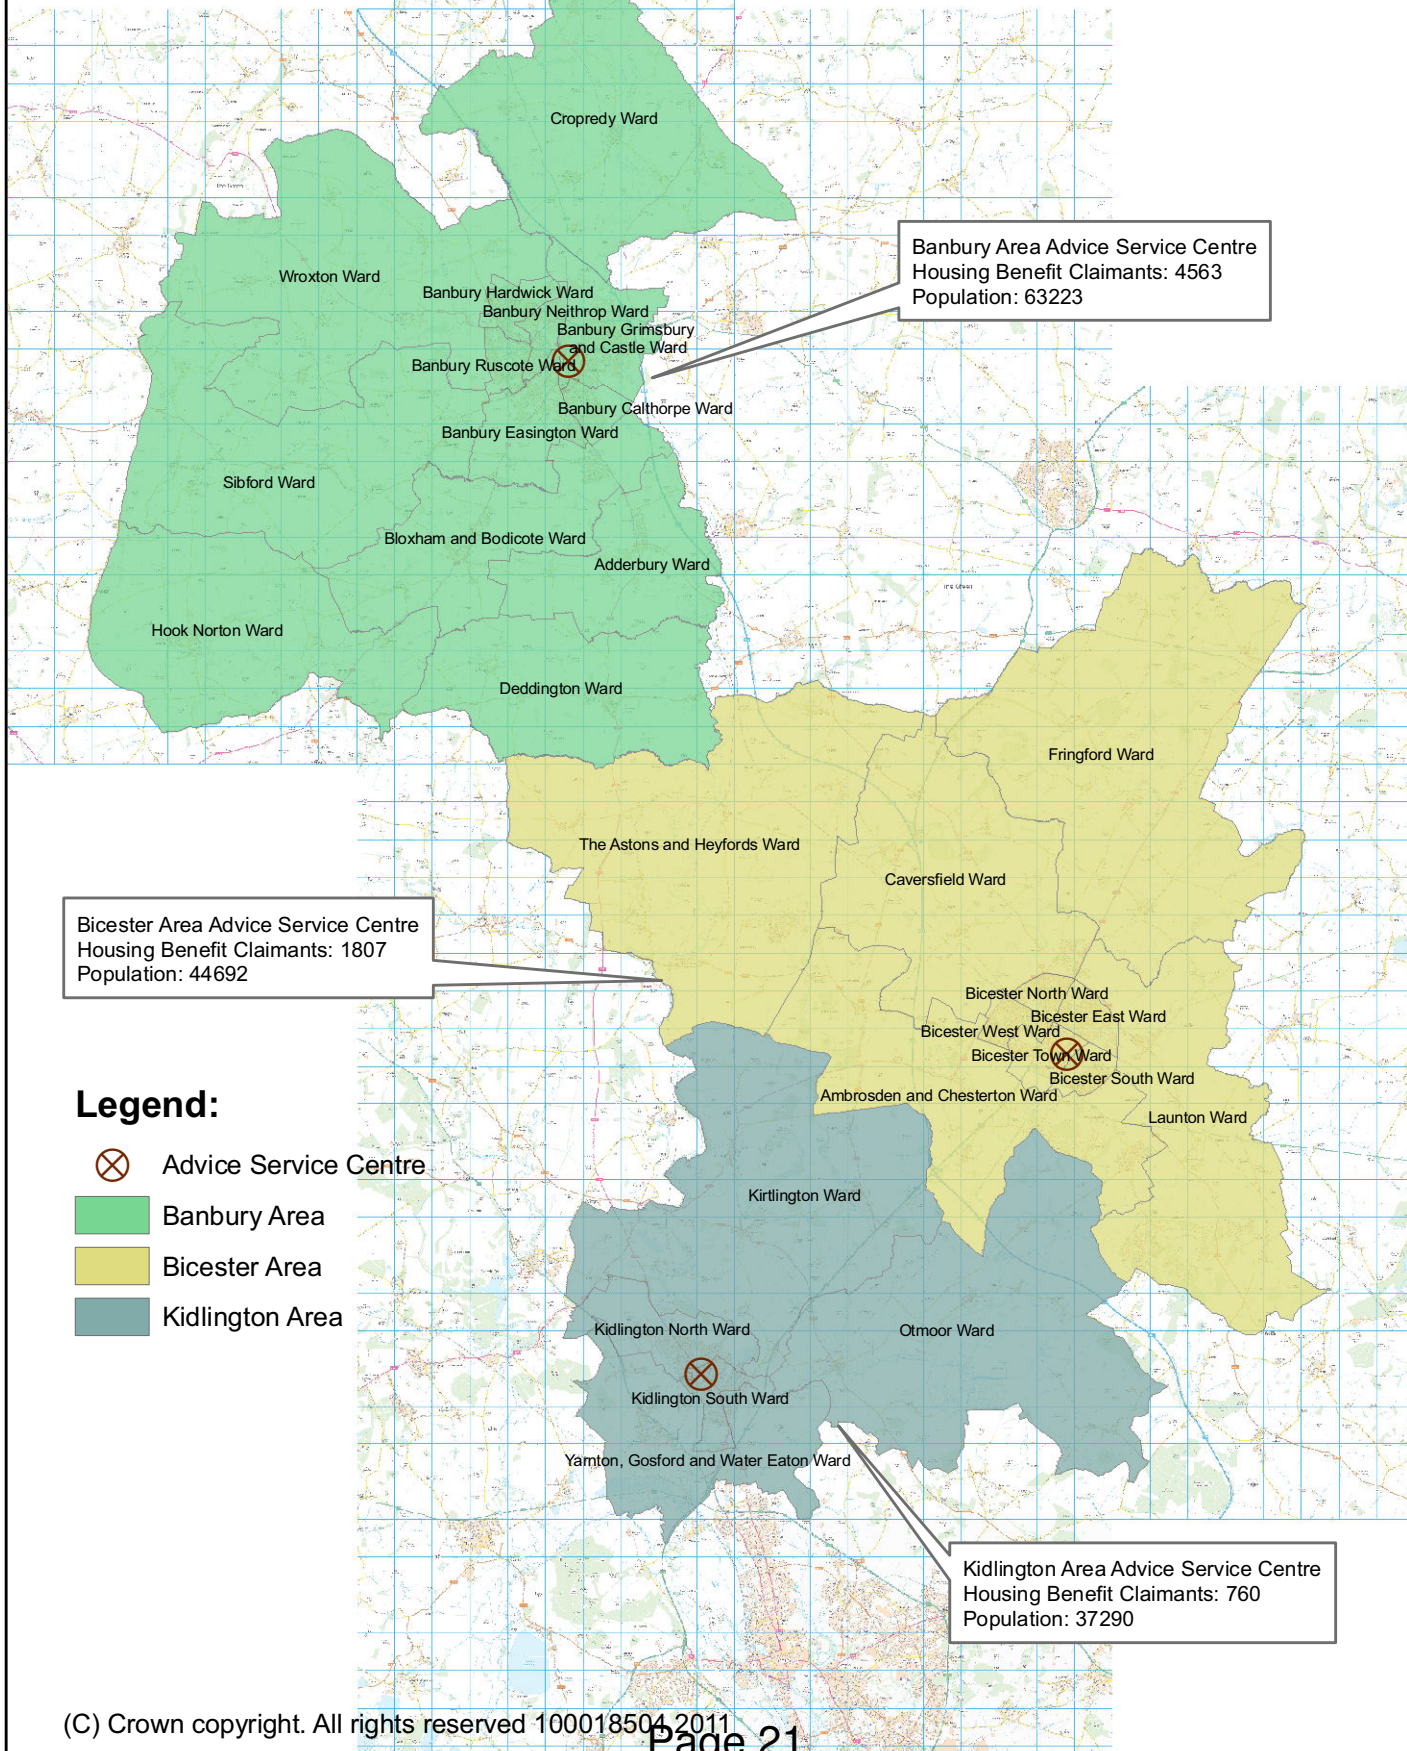 Cropredy Ward
Banbury Area Advice Service Centre
Housing Benefit Claimants: 4563
Population: 63223
Wroxton Ward
Banbury Hardwick Ward
Banbury Neithrop Ward
Banbury Grimsbury
and Castle Ward
Banbury Ruscote Ward
Banbury Calthorpe Ward
Banbury Easington Ward
Sibford Ward
Bloxham and Bodicote Ward
Adderbury Ward
Hook Norton Ward
Deddington Ward
Fringford Ward
The Astons and Heyfords Ward
Caversfield Ward
Bicester Area Advice Service Centre
Housing Benefit Claimants: 1807
Population: 44692
Bicester North Ward
Bicester East Ward
Bicester West Ward
Bicester Town Ward
Bicester South Ward
Ambrosden and Chesterton Ward
Launton Ward
Legend:
Advice Service Centre
Banbury Area
Bicester Area
Kidlington Area
Kirtlington Ward
Kidlington North Ward
Otmoor Ward
Kidlington South Ward
Yarnton, Gosford and Water Eaton Ward
Kidlington Area Advice Service Centre
Housing Benefit Claimants: 760
Population: 37290
(C) Crown copyright. All rights reserved 100018504 2011
Page 21